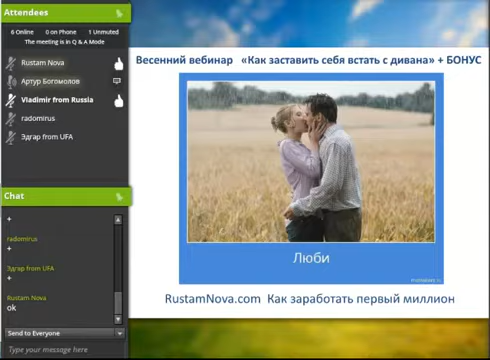 Attendees
6 Online 0 on Phone 1 Unmuted
The meeting is in Q & A Mode
Rustam Nova
Артур Богомолов
Vladimir from Russia
radomirus
Эдгар from UFA
Chat
+
radomirus
+
Эдгар from UFA
+
Rustam Nova
ok
Send to Everyone
Type your message here
Весенний вебинар «Как заставить себя встать с дивана» + БОНУС
Люби
RustamNova.com Как заработать первый миллион